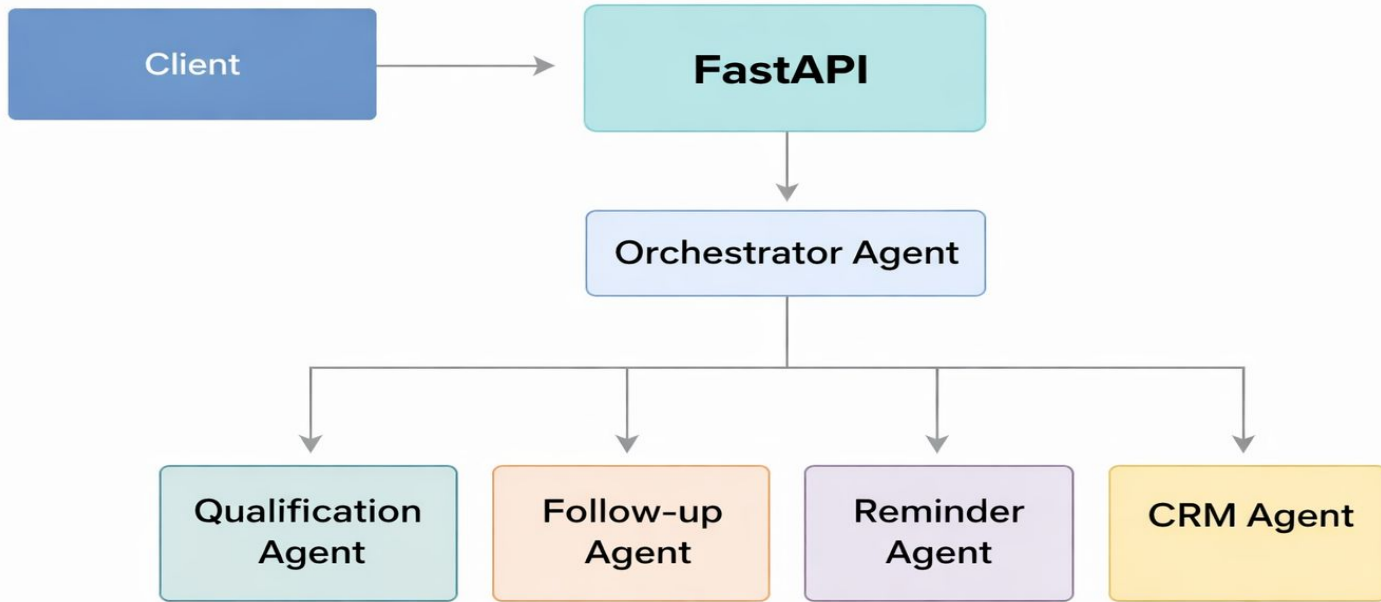 Client
FastAPI
Orchestrator Agent
Qualification
Agent
Follow-up
Agent
Reminder
Agent
CRM Agent